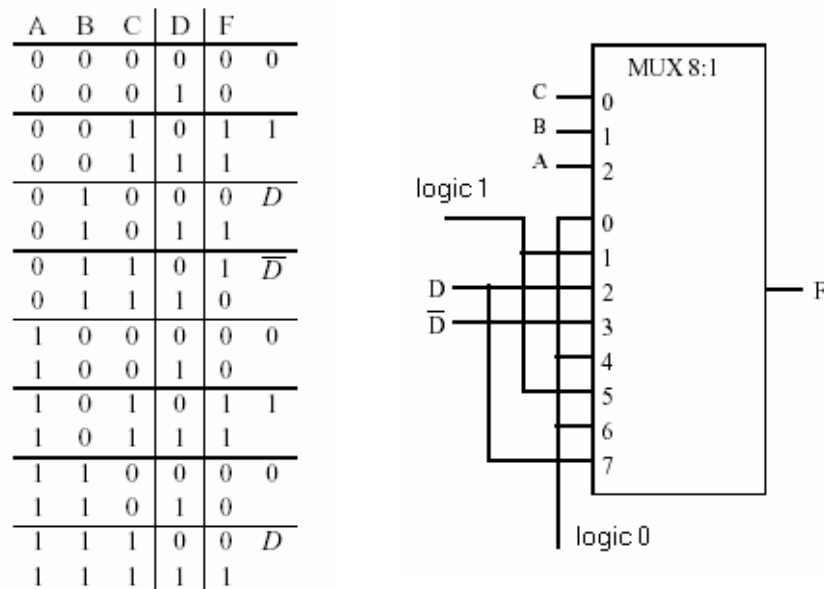 A B C D F
0 0 0 0 0 0
0 0 0 1 0
0 0 1 0 1 1
0 0 1 1 1
0 1 0 0 0 D
0 1 0 1 1
0 1 1 0 1 D̅
0 1 1 1 0
1 0 0 0 0 0
1 0 0 1 0
1 0 1 0 1 1
1 0 1 1 1
1 1 0 0 0 0
1 1 0 1 0
1 1 1 0 0 D
1 1 1 1 1
MUX 8:1
C 0
B 1
A 2
logic 1
0
1
D 2
D̅ 3
4
5
6
7
F
logic 0